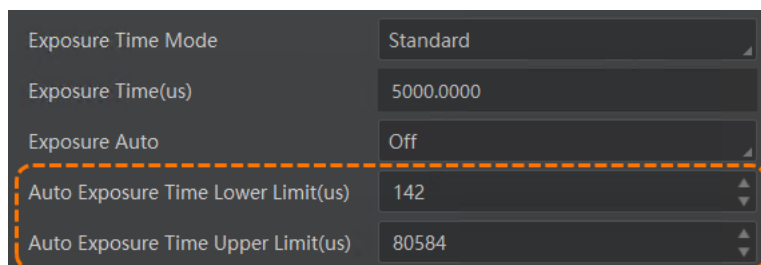 Exposure Time Mode Standard
Exposure Time(us) 5000.0000
Exposure Auto Off
Auto Exposure Time Lower Limit(us) 142
Auto Exposure Time Upper Limit(us) 80584